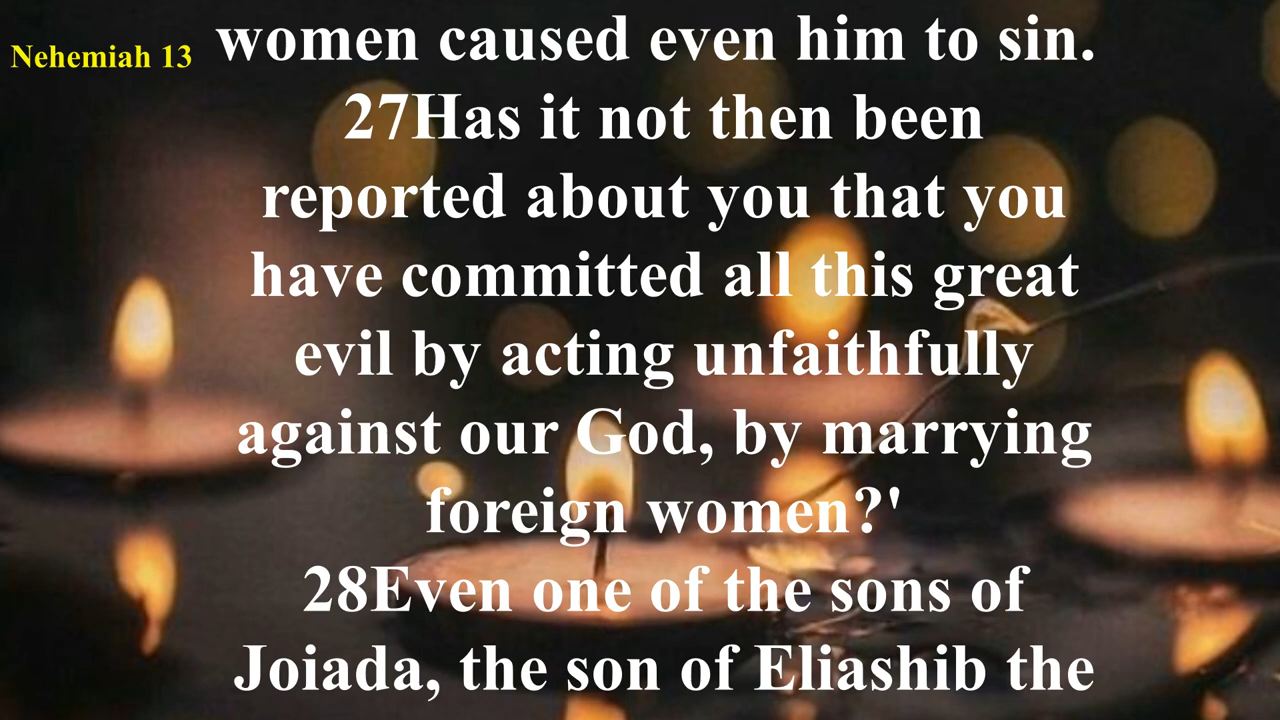 Nehemiah 13
women caused even him to sin.
27Has it not then been
reported about you that you
have committed all this great
evil by acting unfaithfully
against our God, by marrying
foreign women?'
28Even one of the sons of
Joiada, the son of Eliashib the